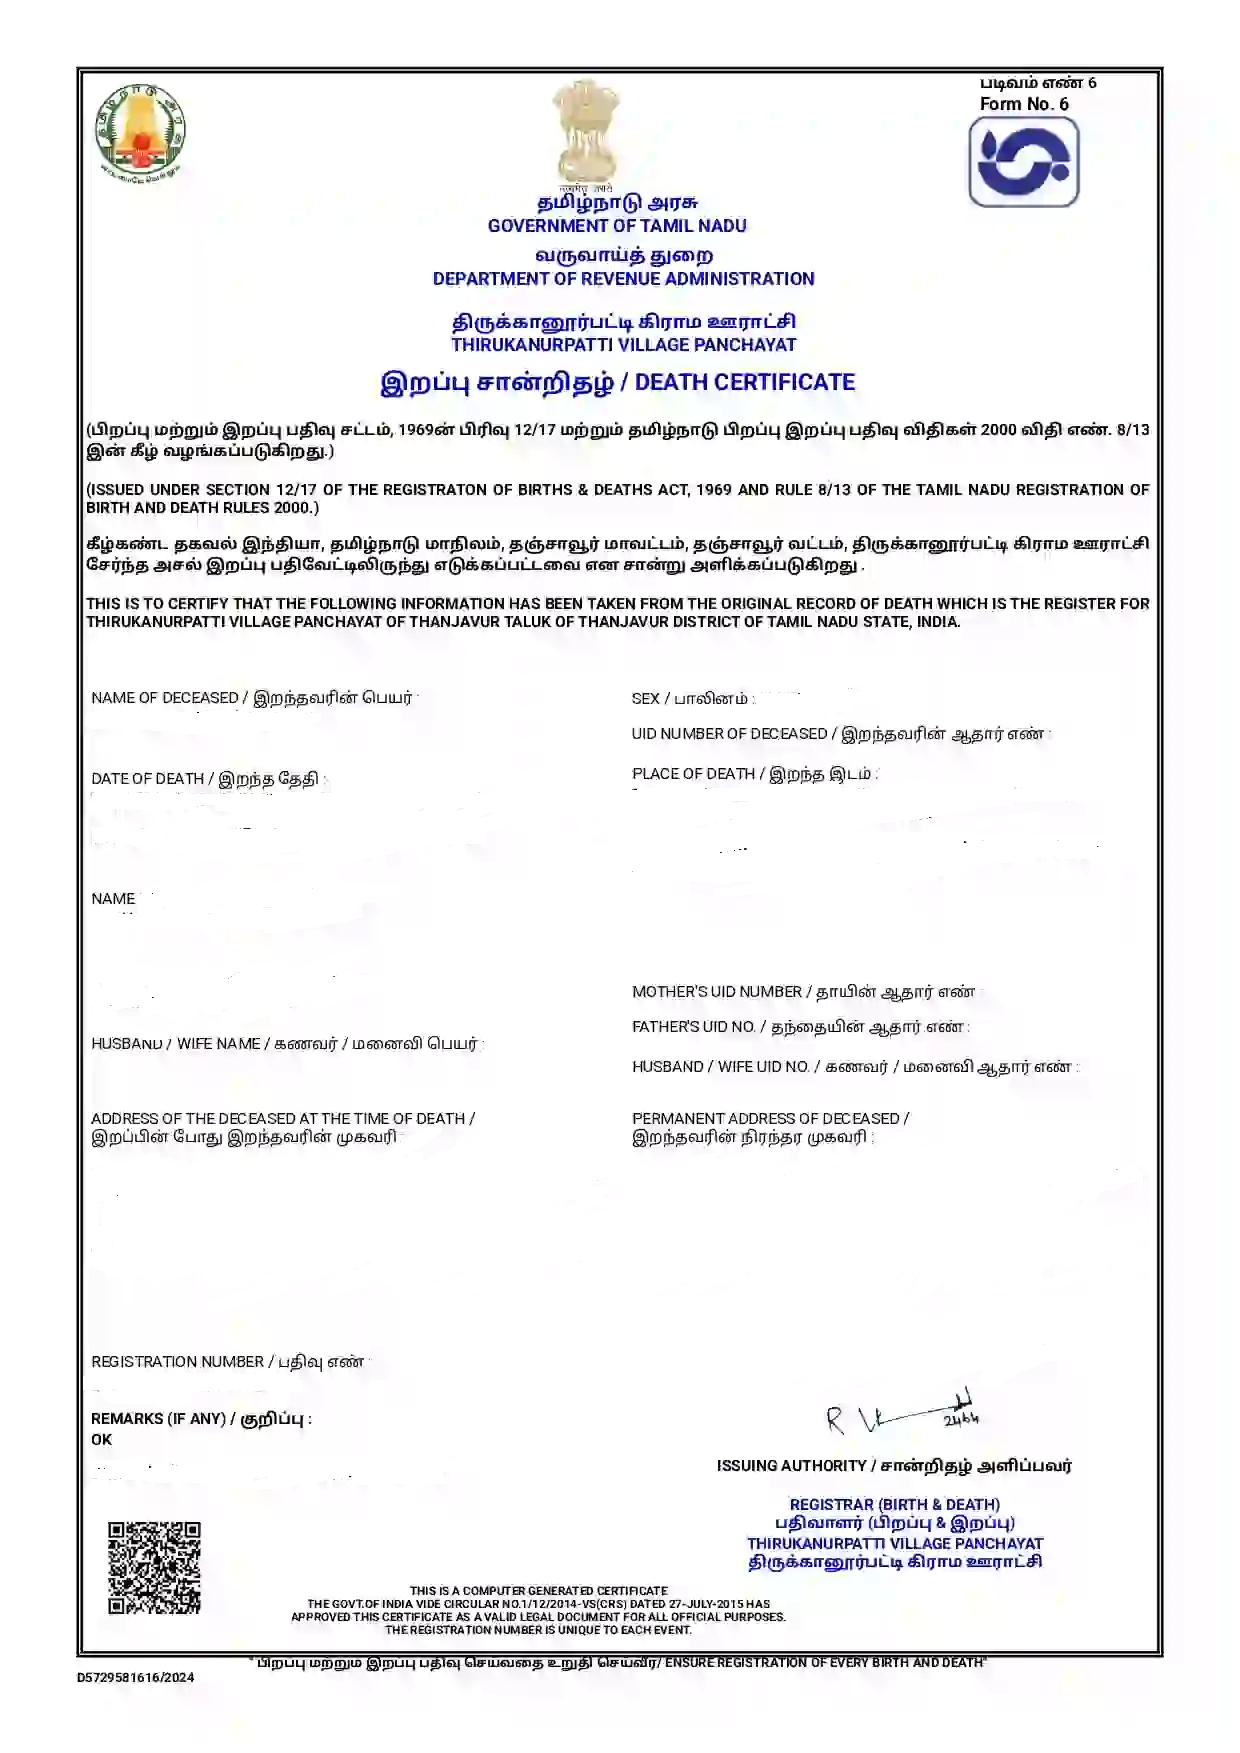 படிவம் எண் 6
Form No. 6
தமிழ்நாடு அரசு
GOVERNMENT OF TAMIL NADU
வருவாய்த் துறை
DEPARTMENT OF REVENUE ADMINISTRATION
திருக்கானூர்பட்டி கிராம ஊராட்சி
THIRUKANURPATTI VILLAGE PANCHAYAT
இறப்பு சான்றிதழ் / DEATH CERTIFICATE
(பிறப்பு மற்றும் இறப்பு பதிவு சட்டம், 1969ன் பிரிவு 12/17 மற்றும் தமிழ்நாடு பிறப்பு இறப்பு பதிவு விதிகள் 2000 விதி எண். 8/13
இன் கீழ் வழங்கப்படுகிறது.)
(ISSUED UNDER SECTION 12/17 OF THE REGISTRATON OF BIRTHS & DEATHS ACT, 1969 AND RULE 8/13 OF THE TAMIL NADU REGISTRATION OF
BIRTH AND DEATH RULES 2000.)
கீழ்கண்ட தகவல் இந்தியா, தமிழ்நாடு மாநிலம், தஞ்சாவூர் மாவட்டம், தஞ்சாவூர் வட்டம், திருக்கானூர்பட்டி கிராம ஊராட்சி
சேர்ந்த அசல் இறப்பு பதிவேட்டிலிருந்து எடுக்கப்பட்டவை என சான்று அளிக்கப்படுகிறது .
THIS IS TO CERTIFY THAT THE FOLLOWING INFORMATION HAS BEEN TAKEN FROM THE ORIGINAL RECORD OF DEATH WHICH IS THE REGISTER FOR
THIRUKANURPATTI VILLAGE PANCHAYAT OF THANJAVUR TALUK OF THANJAVUR DISTRICT OF TAMIL NADU STATE, INDIA.
NAME OF DECEASED / இறந்தவரின் பெயர் :
SEX / பாலினம் :
UID NUMBER OF DECEASED / இறந்தவரின் ஆதார் எண் :
DATE OF DEATH / இறந்த தேதி :
PLACE OF DEATH / இறந்த இடம் :
NAME
MOTHER'S UID NUMBER / தாயின் ஆதார் எண்
FATHER'S UID NO. / தந்தையின் ஆதார் எண் :
HUSBAND / WIFE NAME / கணவர் / மனைவி பெயர் :
HUSBAND / WIFE UID NO. / கணவர் / மனைவி ஆதார் எண் :
ADDRESS OF THE DECEASED AT THE TIME OF DEATH /
இறப்பின் போது இறந்தவரின் முகவரி
PERMANENT ADDRESS OF DECEASED /
இறந்தவரின் நிரந்தர முகவரி :
REGISTRATION NUMBER / பதிவு எண் :
REMARKS (IF ANY) / குறிப்பு :
OK
2464
ISSUING AUTHORITY / சான்றிதழ் அளிப்பவர்
REGISTRAR (BIRTH & DEATH)
பதிவாளர் (பிறப்பு & இறப்பு)
THIRUKANURPATTI VILLAGE PANCHAYAT
திருக்கானூர்பட்டி கிராம ஊராட்சி
THIS IS A COMPUTER GENERATED CERTIFICATE
THE GOVT.OF INDIA VIDE CIRCULAR NO.1/12/2014-VS(CRS) DATED 27-JULY-2015 HAS
APPROVED THIS CERTIFICATE AS A VALID LEGAL DOCUMENT FOR ALL OFFICIAL PURPOSES.
THE REGISTRATION NUMBER IS UNIQUE TO EACH EVENT.
" பிறப்பு மற்றும் இறப்பு பதிவு செய்வதை உறுதி செய்வீர்/ ENSURE REGISTRATION OF EVERY BIRTH AND DEATH"
D5729581616/2024